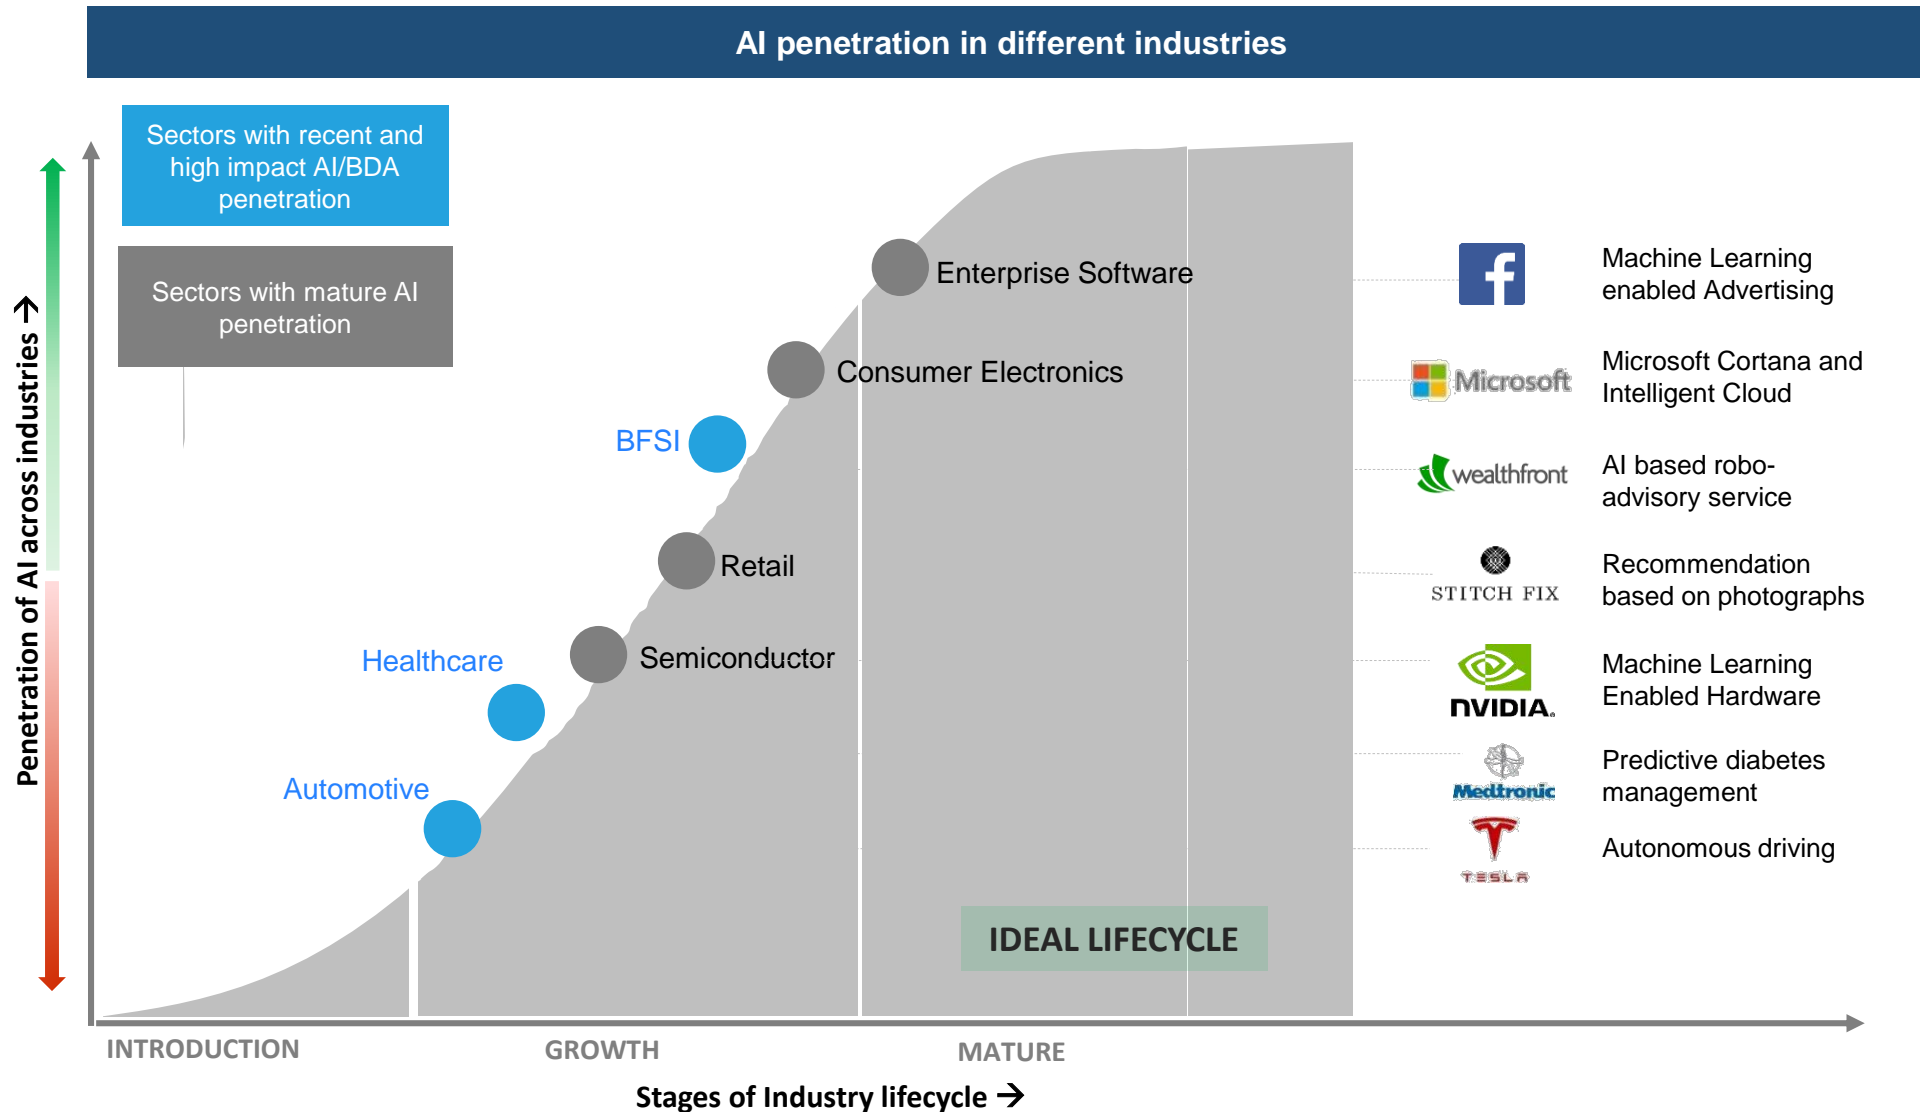 AI penetration in different industries
Sectors with recent and
high impact AI/BDA
penetration
Sectors with mature AI
penetration
Penetration of AI across industries →
Enterprise Software
Consumer Electronics
BFSI
Retail
Semiconductor
Healthcare
Automotive
IDEAL LIFECYCLE
Machine Learning
enabled Advertising
Microsoft
Microsoft Cortana and
Intelligent Cloud
wealthfront
AI based robo-
advisory service
STITCH FIX
Recommendation
based on photographs
NVIDIA.
Machine Learning
Enabled Hardware
Medtronic
Predictive diabetes
management
TESLA
Autonomous driving
INTRODUCTION
GROWTH
MATURE
Stages of Industry lifecycle →